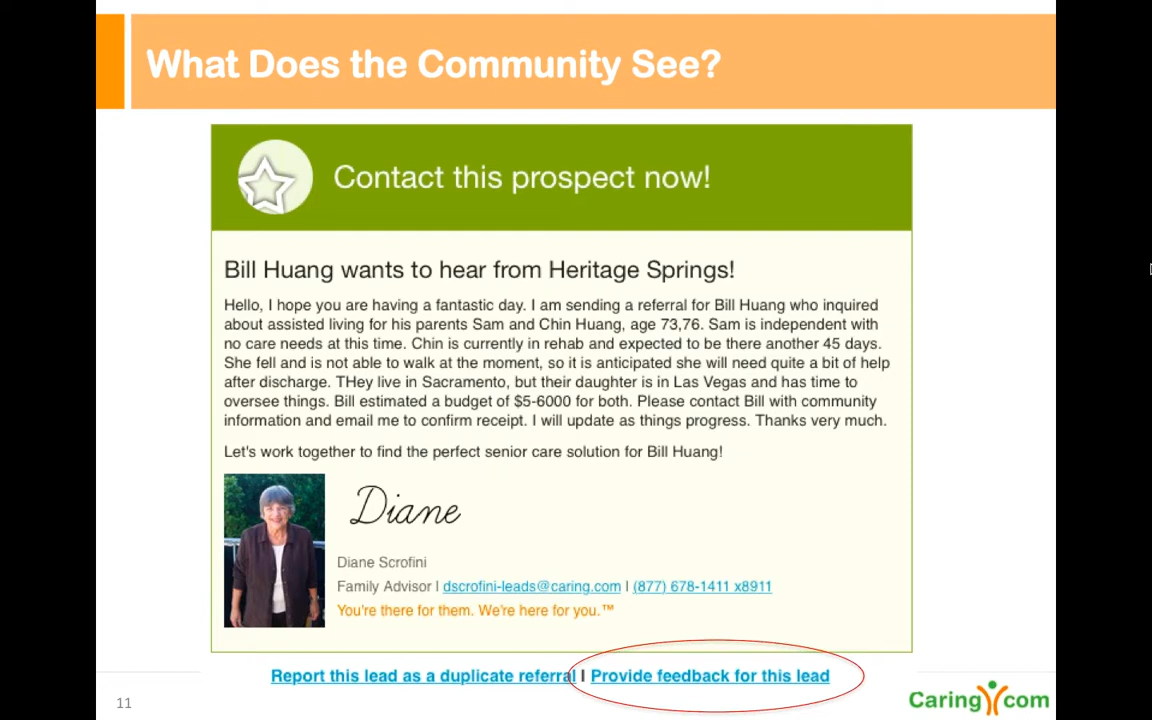 What Does the Community See?
Contact this prospect now!
Bill Huang wants to hear from Heritage Springs!
Hello, I hope you are having a fantastic day. I am sending a referral for Bill Huang who inquired
about assisted living for his parents Sam and Chin Huang, age 73,76. Sam is independent with
no care needs at this time. Chin is currently in rehab and expected to be there another 45 days.
She fell and is not able to walk at the moment, so it is anticipated she will need quite a bit of help
after discharge. THey live in Sacramento, but their daughter is in Las Vegas and has time to
oversee things. Bill estimated a budget of $5-6000 for both. Please contact Bill with community
information and email me to confirm receipt. I will update as things progress. Thanks very much.
Let's work together to find the perfect senior care solution for Bill Huang!
Diane
Diane Scrofini
Family Advisor | dscrofini-leads@caring.com | (877) 678-1411 x8911
You're there for them. We're here for you.™
Report this lead as a duplicate referral | Provide feedback for this lead
11
Caring.com